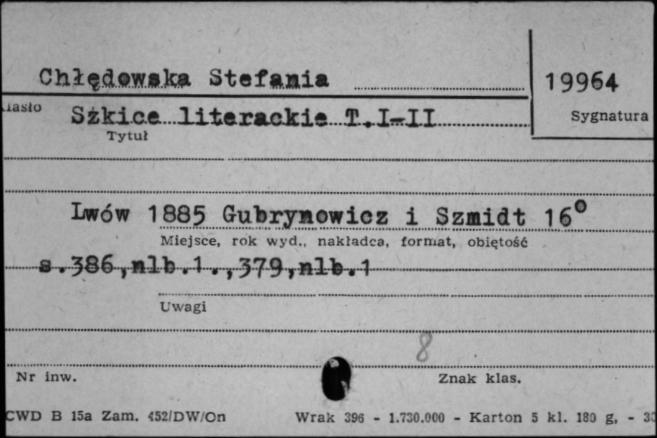 Chłędowska Stefania
19964
Hasło
Szkice literackie T.I-II
Sygnatura
Tytuł
Lwów 1885 Gubrynowicz i Szmidt 16°
Miejsce, rok wyd., nakładca, format, objętość
s.386,nlb.1.,379,nlb.1
Uwagi
8
Nr inw.
Znak klas.
CWD B 15a Zam. 452/DW/On
Wrak 396 - 1.730.000 - Karton 5 kl. 180 g. -